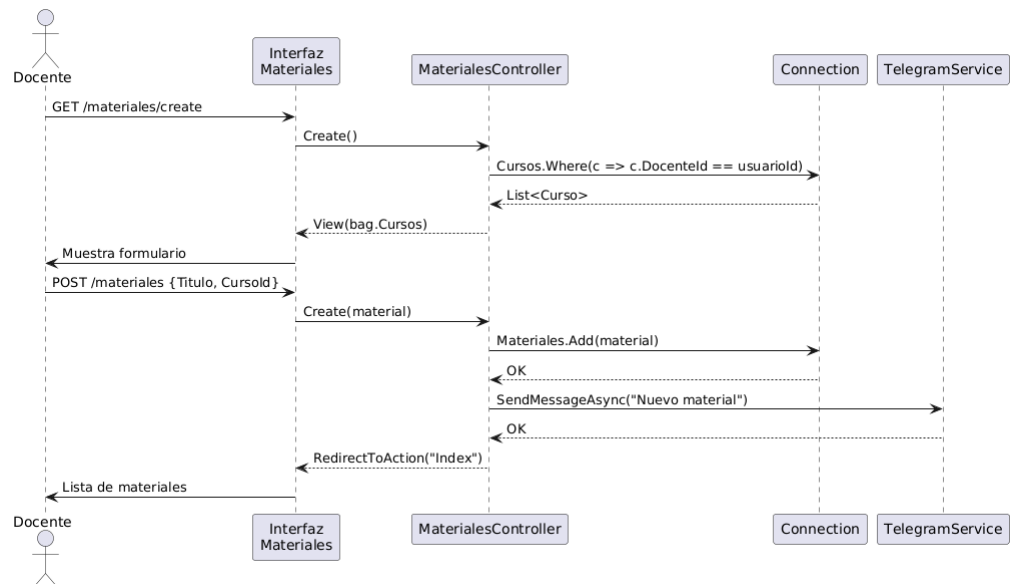 Docente
Interfaz
Materiales
MaterialesController
Connection
TelegramService
GET /materiales/create
Create()
Cursos.Where(c => c.DocenteId == usuarioId)
List<Curso>
View(bag.Cursos)
Muestra formulario
POST /materiales {Titulo, CursoId}
Create(material)
Materiales.Add(material)
OK
SendMessageAsync("Nuevo material")
OK
RedirectToAction("Index")
Lista de materiales
Docente
Interfaz
Materiales
MaterialesController
Connection
TelegramService